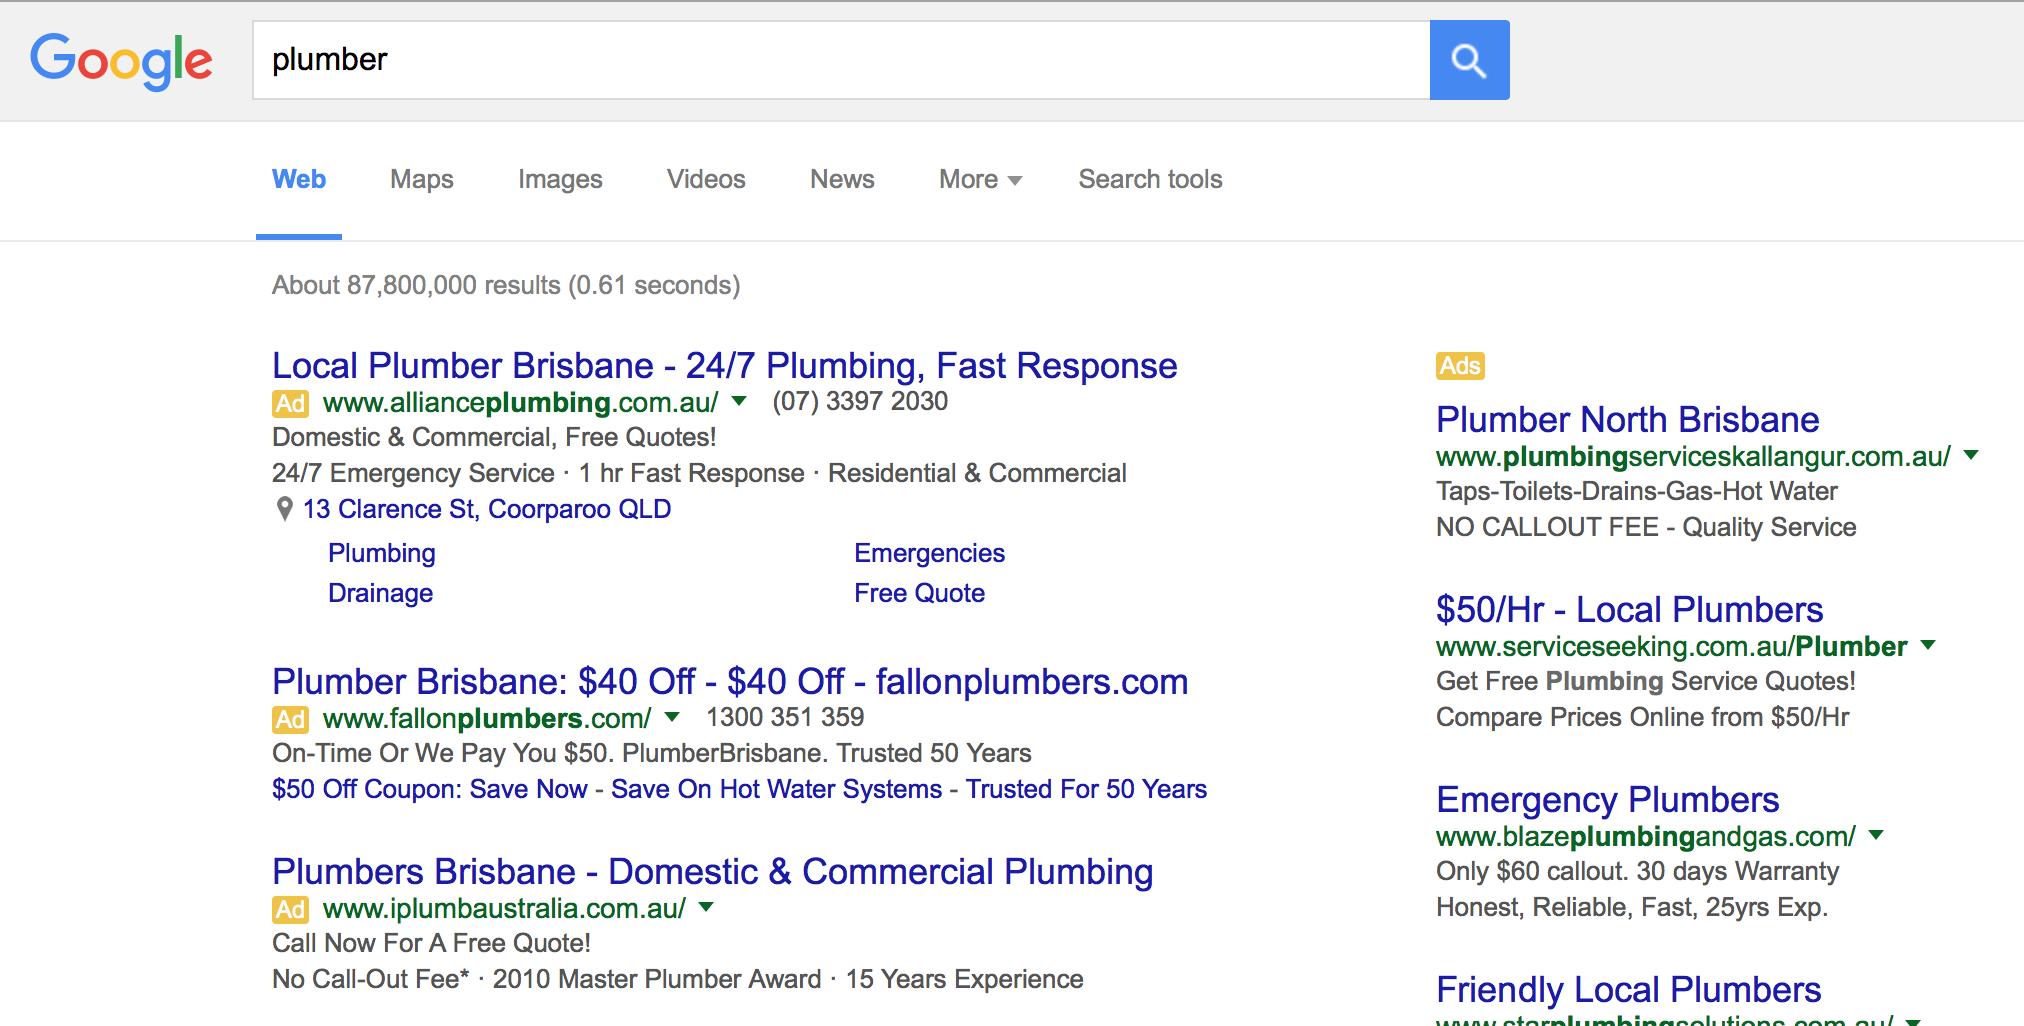 Google
plumber
Web Maps Images Videos News More Search tools
About 87,800,000 results (0.61 seconds)
Local Plumber Brisbane - 24/7 Plumbing, Fast Response
Ad www.allianceplumbing.com.au/ (07) 3397 2030
Domestic & Commercial, Free Quotes!
24/7 Emergency Service · 1 hr Fast Response · Residential & Commercial
13 Clarence St, Coorparoo QLD
Plumbing Emergencies
Drainage Free Quote
Plumber Brisbane: $40 Off - $40 Off - fallonplumbers.com
Ad www.fallonplumbers.com/ 1300 351 359
On-Time Or We Pay You $50. PlumberBrisbane. Trusted 50 Years
$50 Off Coupon: Save Now - Save On Hot Water Systems - Trusted For 50 Years
Plumbers Brisbane - Domestic & Commercial Plumbing
Ad www.iplumbaustralia.com.au/
Call Now For A Free Quote!
No Call-Out Fee* · 2010 Master Plumber Award · 15 Years Experience
Ads
Plumber North Brisbane
www.plumbingserviceskallangur.com.au/
Taps-Toilets-Drains-Gas-Hot Water
NO CALLOUT FEE - Quality Service
$50/Hr - Local Plumbers
www.serviceseeking.com.au/Plumber
Get Free Plumbing Service Quotes!
Compare Prices Online from $50/Hr
Emergency Plumbers
www.blazeplumbingandgas.com/
Only $60 callout. 30 days Warranty
Honest, Reliable, Fast, 25yrs Exp.
Friendly Local Plumbers
www.starplumbingsolutions.com.au/